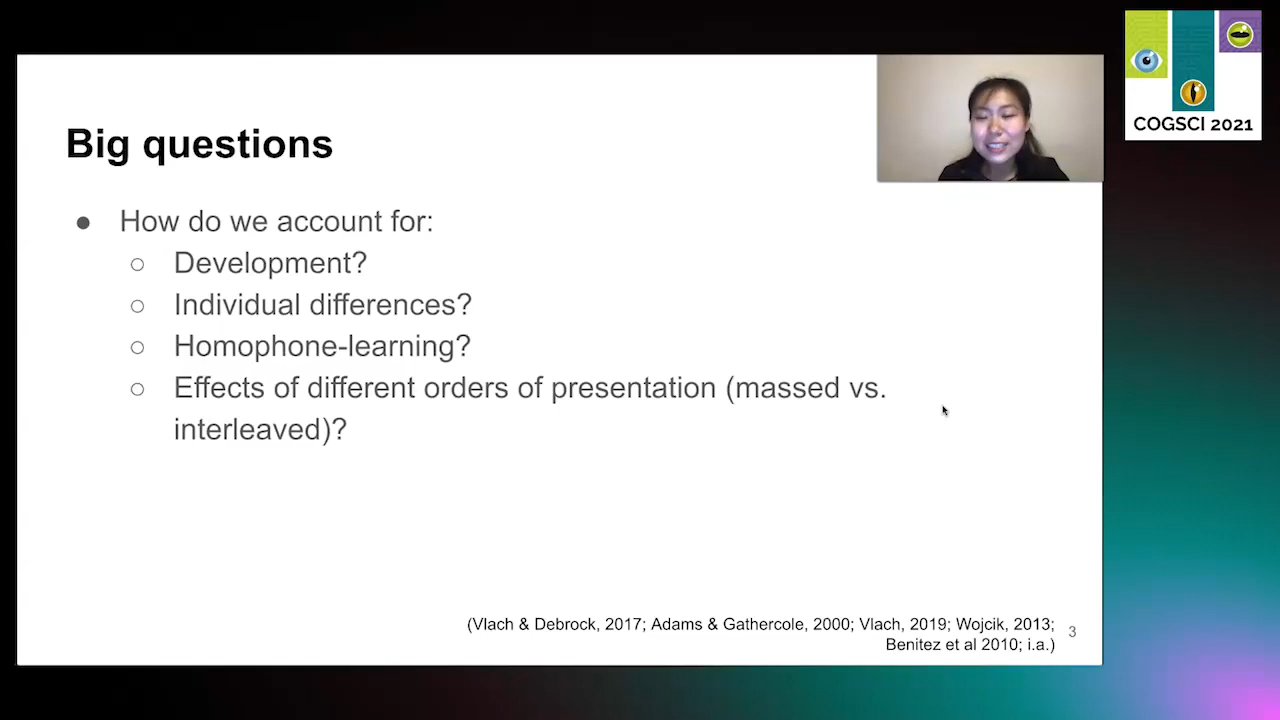 COGSCI 2021
Big questions
● How do we account for:
○ Development?
○ Individual differences?
○ Homophone-learning?
○ Effects of different orders of presentation (massed vs.
interleaved)?
(Vlach & Debrock, 2017; Adams & Gathercole, 2000; Vlach, 2019; Wojcik, 2013;
Benitez et al 2010; i.a.)
3